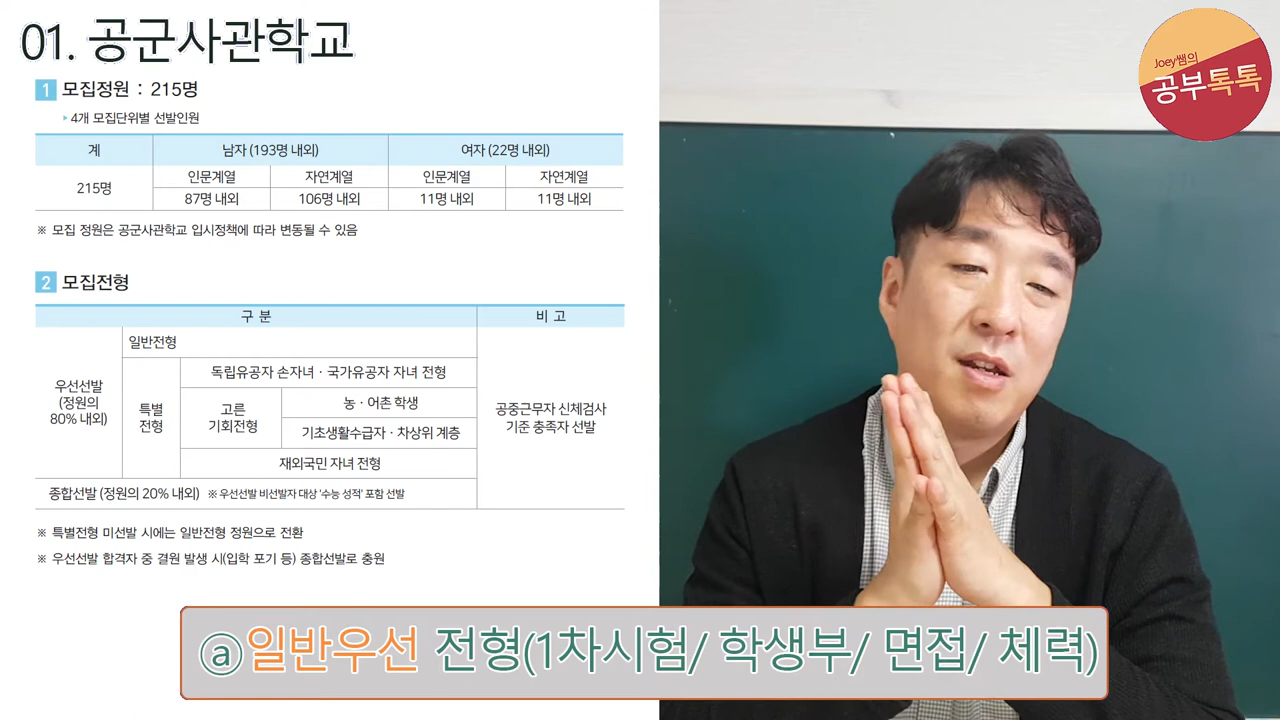 01. 공군사관학교
Joey쌤의
공부톡톡
1 모집정원 : 215명
▸4개 모집단위별 선발인원
계 남자 (193명 내외) 여자 (22명 내외)
215명 인문계열 자연계열 인문계열 자연계열
87명 내외 106명 내외 11명 내외 11명 내외
※ 모집 정원은 공군사관학교 입시정책에 따라 변동될 수 있음
2 모집전형
구 분 비 고
우선선발
(정원의
80% 내외)
일반전형
특별
전형
독립유공자 손자녀 · 국가유공자 자녀 전형
고른
기회전형
농 · 어촌 학생
기초생활수급자 · 차상위 계층
재외국민 자녀 전형
공중근무자 신체검사
기준 충족자 선발
종합선발 (정원의 20% 내외) ※ 우선선발 비선발자 대상 '수능 성적' 포함 선발
※ 특별전형 미선발 시에는 일반전형 정원으로 전환
※ 우선선발 합격자 중 결원 발생 시(입학 포기 등) 종합선발로 충원
ⓐ일반우선 전형(1차시험/ 학생부/ 면접/ 체력)